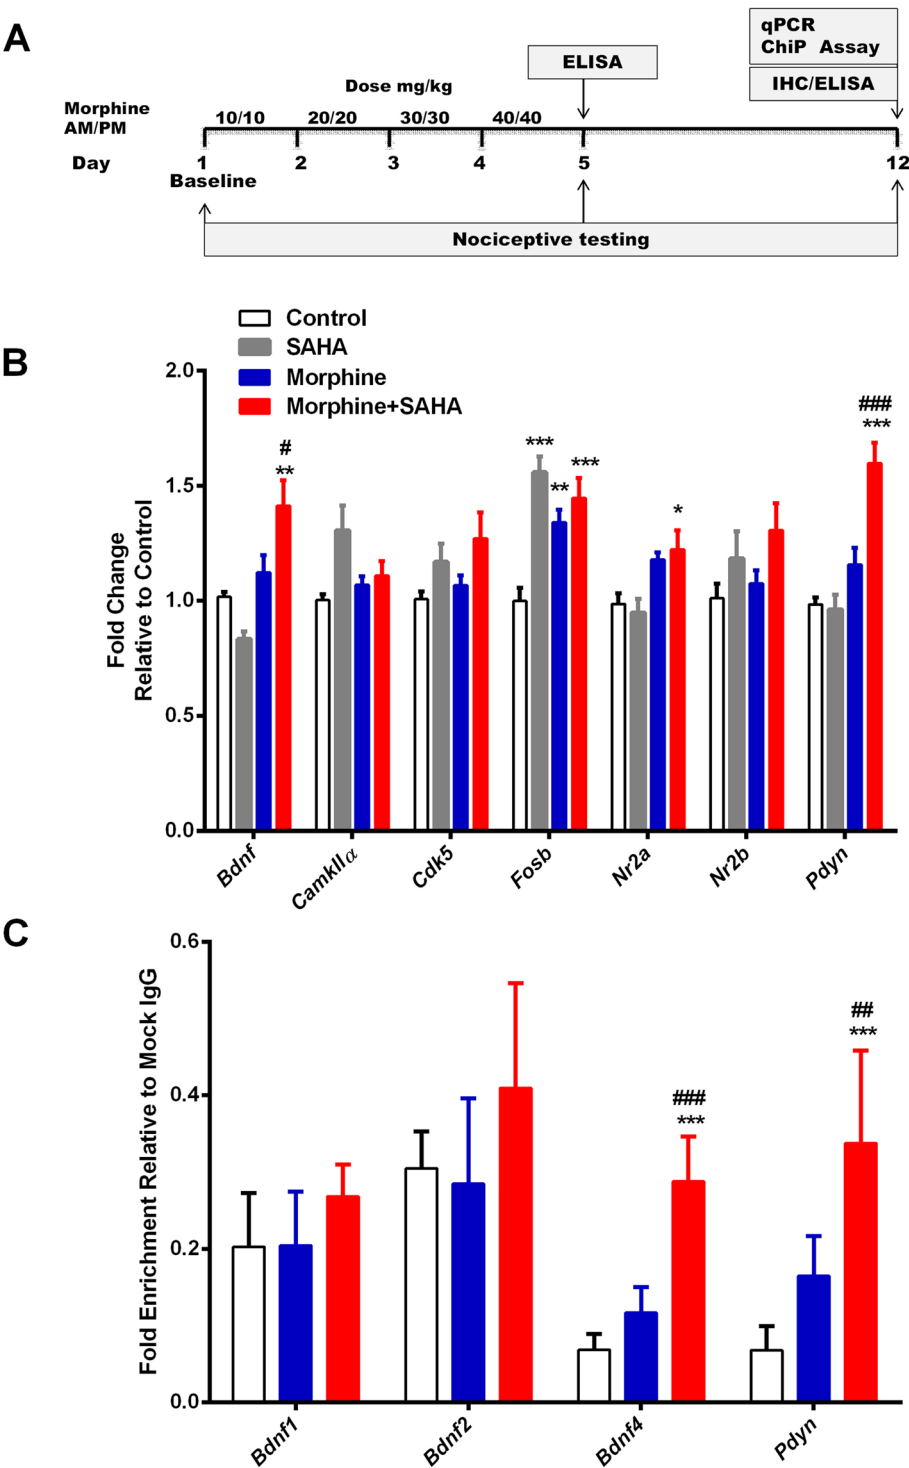 A
qPCR
ChiP Assay
ELISA
IHC/ELISA
Dose mg/kg
Morphine
AM/PM
10/10 20/20 30/30 40/40
Day 1 2 3 4 5 12
Baseline
Nociceptive testing
B
Control
SAHA
Morphine
Morphine+SAHA
Fold Change
Relative to Control
2.0
1.5
1.0
0.5
0.0
#
**
***
**
***
*
###
***
Bdnf CamkIIα Cdk5 Fosb Nr2a Nr2b Pdyn
C
Fold Enrichment Relative to Mock IgG
0.6
0.4
0.2
0.0
###
***
##
***
Bdnf1 Bdnf2 Bdnf4 Pdyn